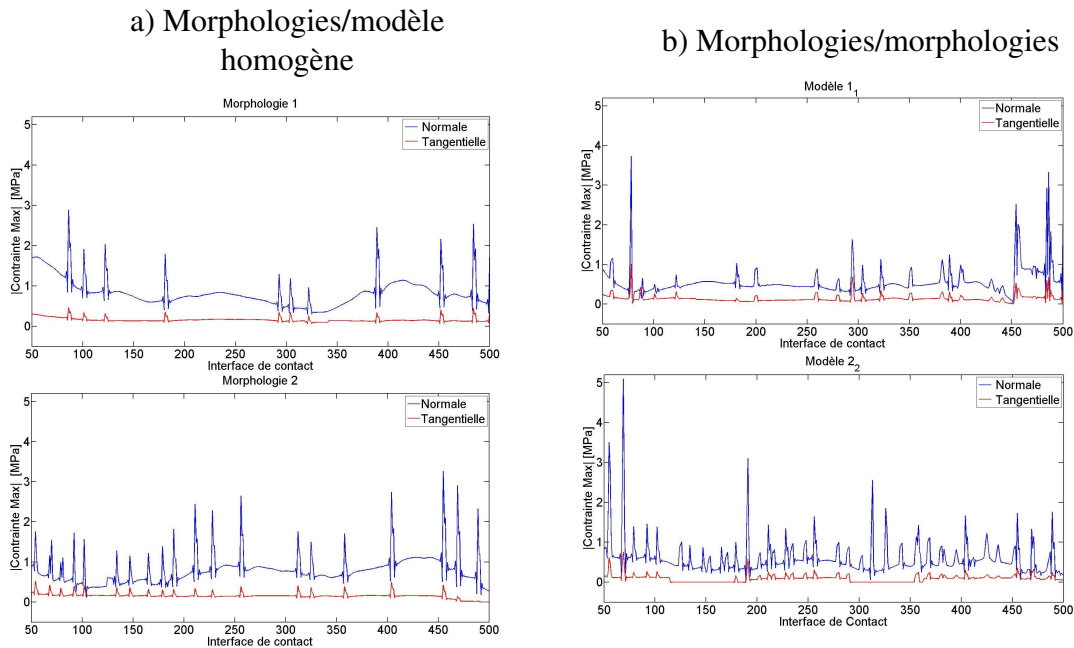 a) Morphologies/modèle
homogène
b) Morphologies/morphologies
Morphologie 1
|Contrainte Max| [MPa]
5
4
3
2
1
0
Normale
Tangentielle
50 100 150 200 250 300 350 400 450 500
Interface de contact
Morphologie 2
|Contrainte Max| [MPa]
5
4
3
2
1
0
Normale
Tangentielle
50 100 150 200 250 300 350 400 450 500
Interface de contact
Modèle 1₁
|Contrainte Max| [MPa]
5
4
3
2
1
0
Normale
Tangentielle
50 100 150 200 250 300 350 400 450 500
Interface de contact
Modèle 2₂
|Contrainte Max| [MPa]
5
4
3
2
1
0
Normale
Tangentielle
50 100 150 200 250 300 350 400 450 500
Interface de Contact